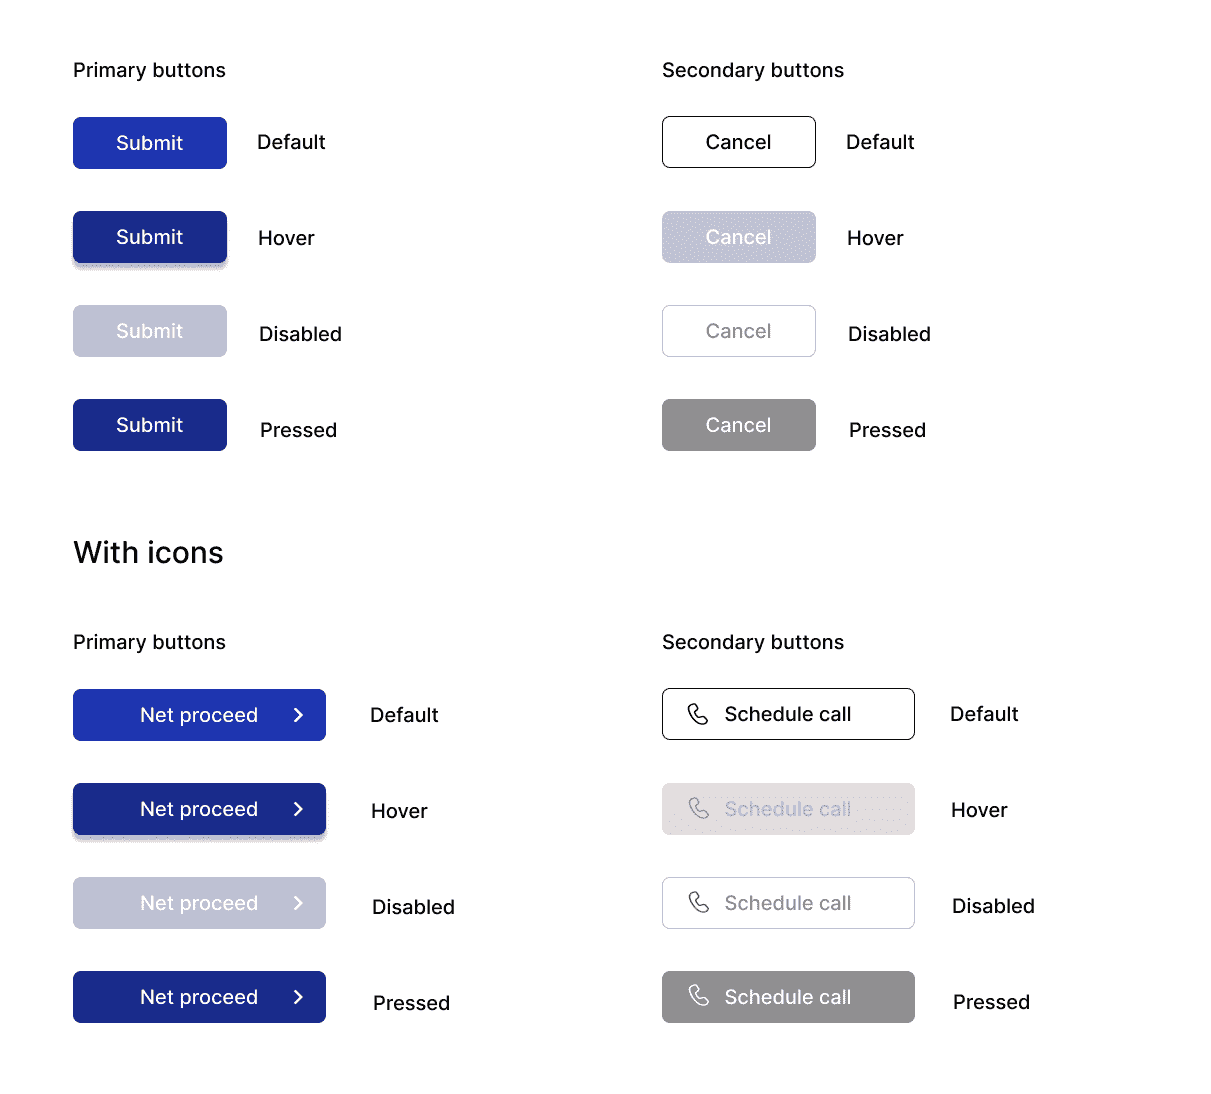 Primary buttons
Secondary buttons
Submit
Default
Cancel
Default
Submit
Hover
Cancel
Hover
Submit
Disabled
Cancel
Disabled
Submit
Pressed
Cancel
Pressed
With icons
Primary buttons
Secondary buttons
Net proceed
Default
Schedule call
Default
Net proceed
Hover
Schedule call
Hover
Net proceed
Disabled
Schedule call
Disabled
Net proceed
Pressed
Schedule call
Pressed